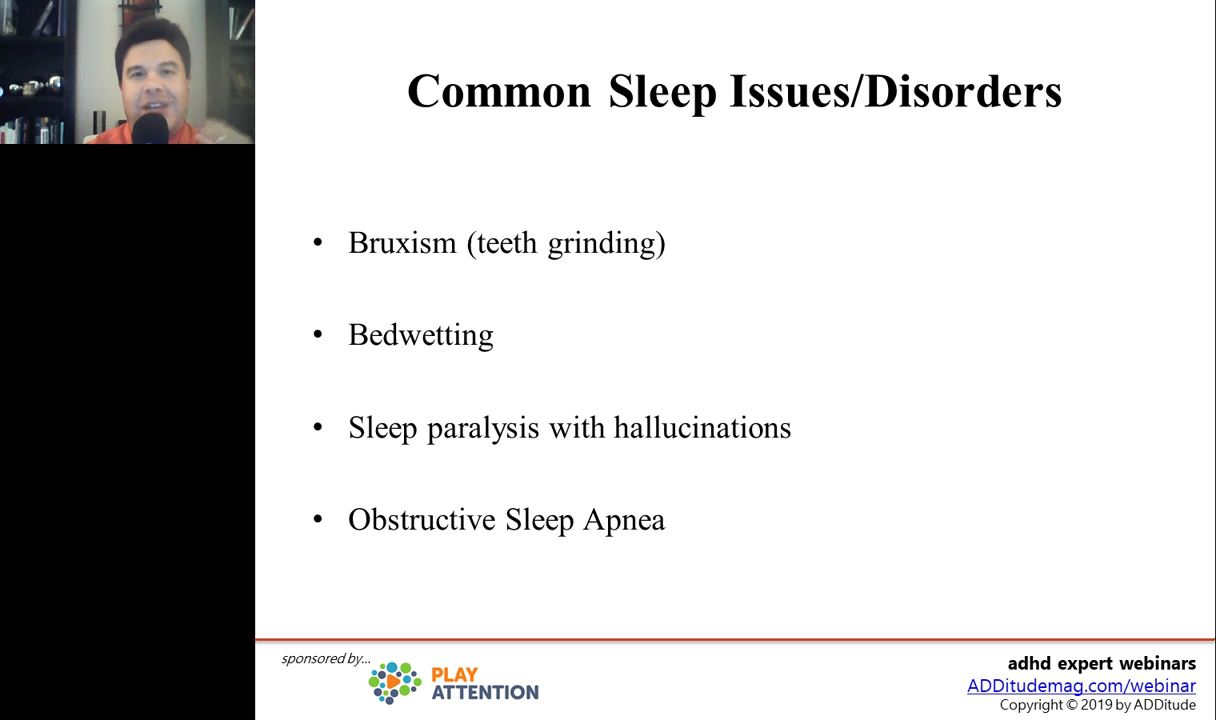 Common Sleep Issues/Disorders
• Bruxism (teeth grinding)
• Bedwetting
• Sleep paralysis with hallucinations
• Obstructive Sleep Apnea
sponsored by...
PLAY
ATTENTION
adhd expert webinars
ADDitudemag.com/webinar
Copyright © 2019 by ADDitude